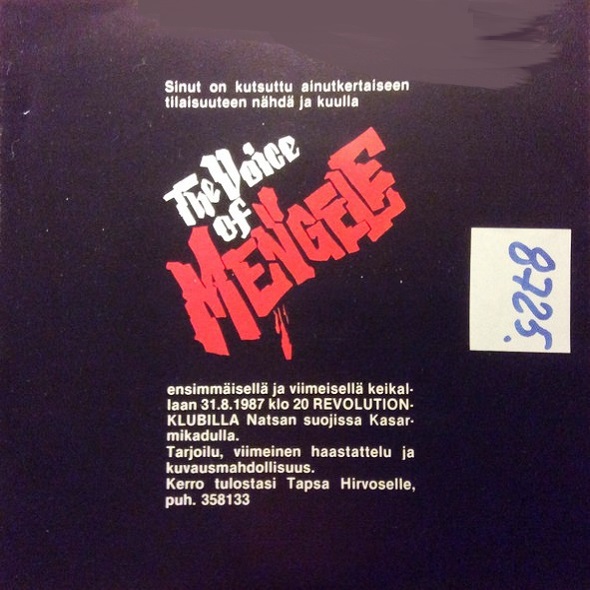 Sinut on kutsuttu ainutkertaiseen
tilaisuuteen nähdä ja kuulla
The Voice
of
MENGELE
8725.
ensimmäisellä ja viimeisellä keikal-
laan 31.8.1987 klo 20 REVOLUTION-
KLUBILLA Natsan suojissa Kasar-
mikadulla.
Tarjoilu, viimeinen haastattelu ja
kuvausmahdollisuus.
Kerro tulostasi Tapsa Hirvoselle,
puh. 358133